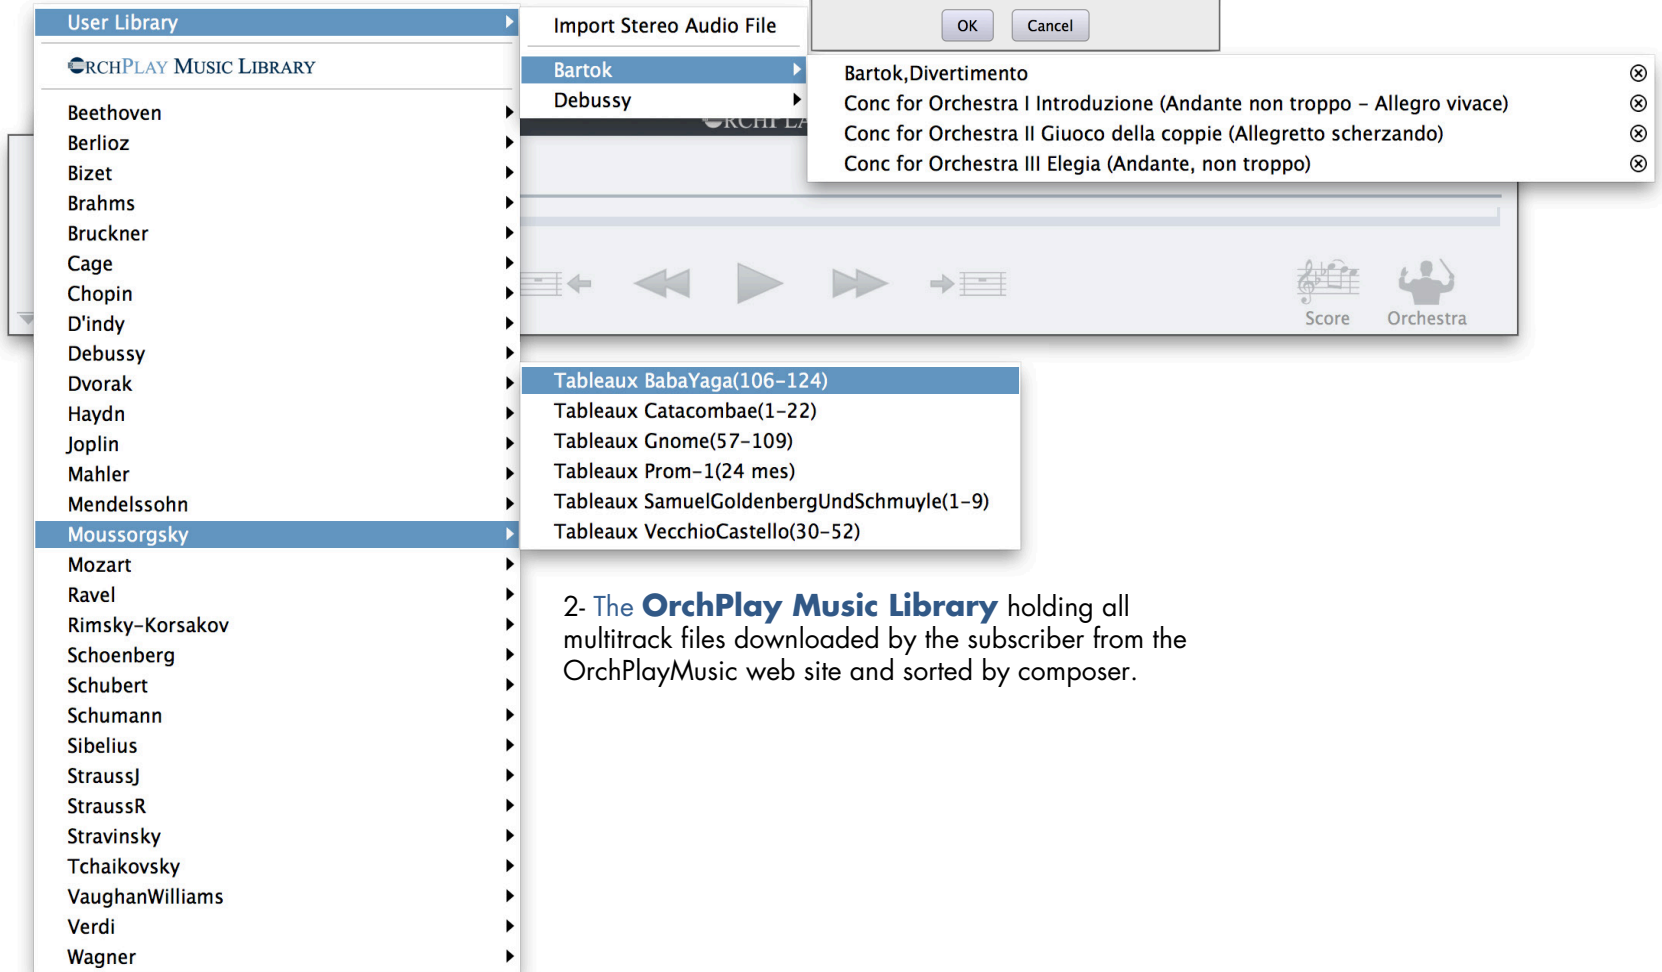 User Library
ORCHPLAY MUSIC LIBRARY
Beethoven
Berlioz
Bizet
Brahms
Bruckner
Cage
Chopin
D'indy
Debussy
Dvorak
Haydn
Joplin
Mahler
Mendelssohn
Moussorgsky
Mozart
Ravel
Rimsky-Korsakov
Schoenberg
Schubert
Schumann
Sibelius
StraussJ
StraussR
Stravinsky
Tchaikovsky
VaughanWilliams
Verdi
Wagner
Import Stereo Audio File
Bartok
Debussy
OK Cancel
Bartok,Divertimento
Conc for Orchestra I Introduzione (Andante non troppo – Allegro vivace)
Conc for Orchestra II Giuoco della coppie (Allegretto scherzando)
Conc for Orchestra III Elegia (Andante, non troppo)
Score Orchestra
Tableaux BabaYaga(106-124)
Tableaux Catacombae(1-22)
Tableaux Gnome(57-109)
Tableaux Prom-1(24 mes)
Tableaux SamuelGoldenbergUndSchmuyle(1-9)
Tableaux VecchioCastello(30-52)
2- The OrchPlay Music Library holding all
multitrack files downloaded by the subscriber from the
OrchPlayMusic web site and sorted by composer.